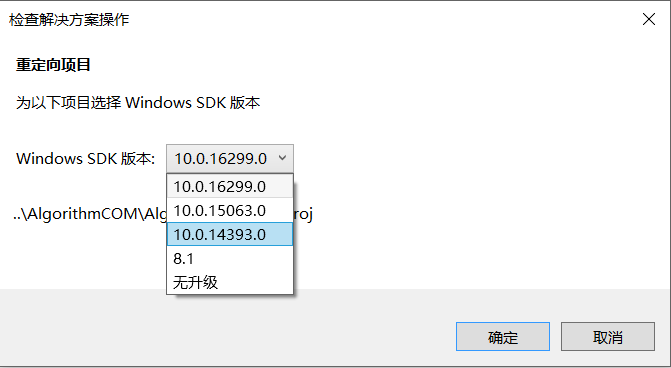 检查解决方案操作
重定向项目
为以下项目选择 Windows SDK 版本
Windows SDK 版本: 10.0.16299.0
10.0.16299.0
10.0.15063.0
..\AlgorithmCOM\Alg roj
10.0.14393.0
8.1
无升级
确定 取消